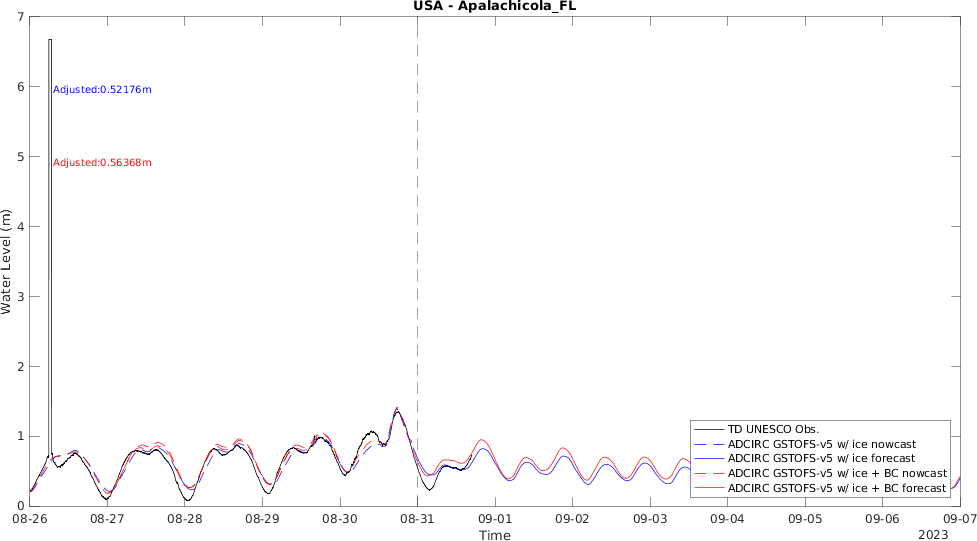 USA - Apalachicola_FL
7
6
5
4
3
2
1
0
Water Level (m)
Adjusted:0.52176m
Adjusted:0.56368m
TD UNESCO Obs.
ADCIRC GSTOFS-v5 w/ ice nowcast
ADCIRC GSTOFS-v5 w/ ice forecast
ADCIRC GSTOFS-v5 w/ ice + BC nowcast
ADCIRC GSTOFS-v5 w/ ice + BC forecast
08-26 08-27 08-28 08-29 08-30 08-31 09-01 09-02 09-03 09-04 09-05 09-06 09-07
Time
2023